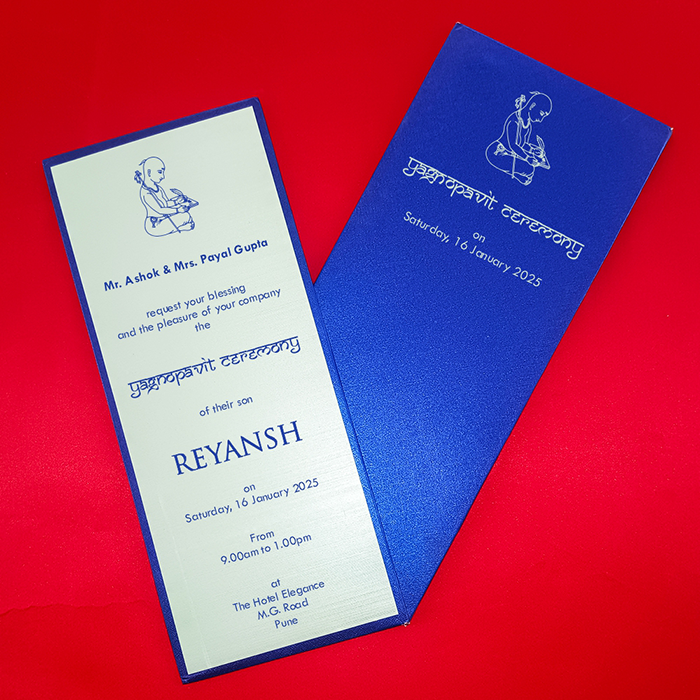 Mr. Ashok & Mrs. Payal Gupta
request your blessing
and the pleasure of your company
the
yagnopavit ceremony
of their son
REYANSH
on
Saturday, 16 January 2025
From
9.00am to 1.00pm
at
The Hotel Elegance
M.G. Road
Pune
yagnopavit ceremony
on
Saturday, 16 January 2025